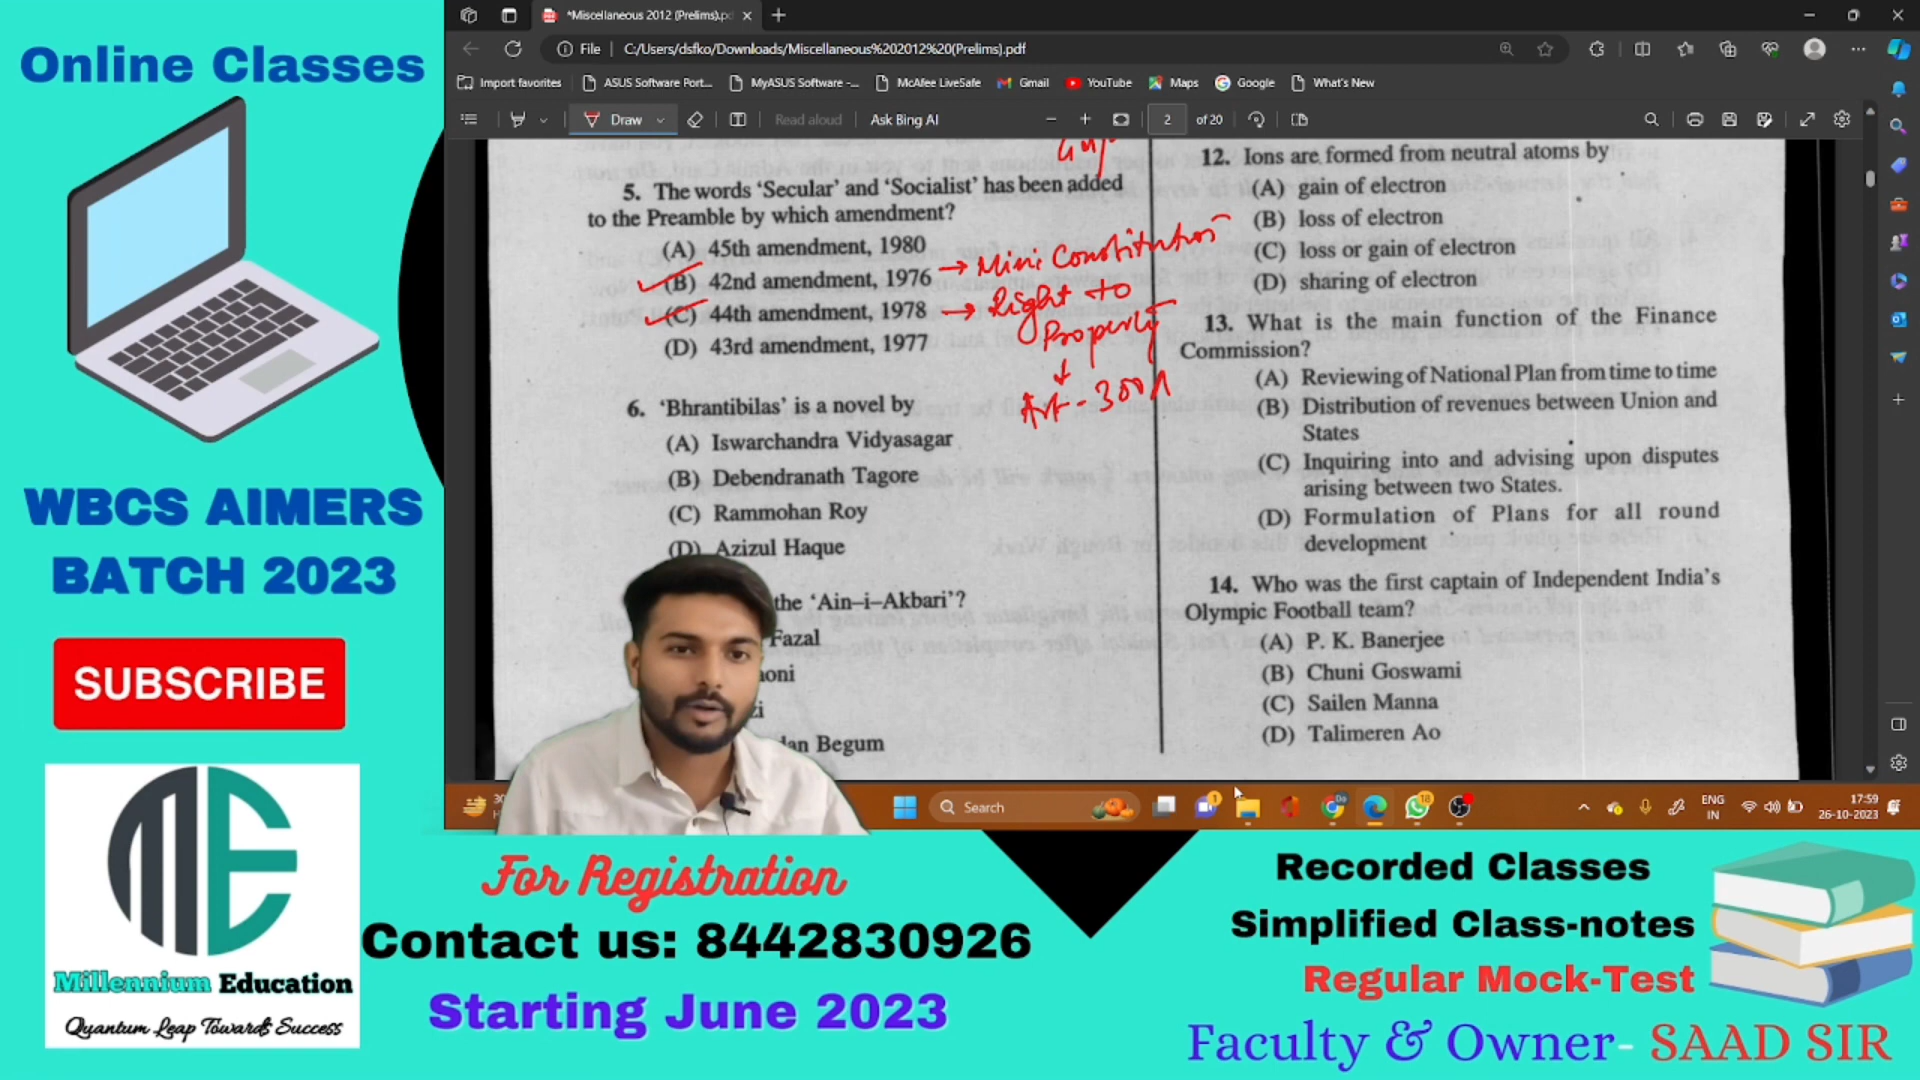 Online Classes
WBCS AIMERS
BATCH 2023
SUBSCRIBE
ME
Millennium Education
Quantum Leap Towards Success
*Miscellaneous 2012 (Prelims).pd
File
C:/Users/dsfko/Downloads/Miscellaneous%202012%20(Prelims).pdf
Import favorites
ASUS Software Port...
MyASUS Software -...
McAfee LiveSafe
Gmail
YouTube
Maps
Google
What's New
Draw
Read aloud
Ask Bing AI
2 of 20
5. The words 'Secular' and 'Socialist' has been added
to the Preamble by which amendment?
(A) 45th amendment, 1980
(B) 42nd amendment, 1976
→ Mini Constitution
(C) 44th amendment, 1978
→ Right to
Property
↓
Art - 300A
(D) 43rd amendment, 1977
6. 'Bhrantibilas' is a novel by
(A) Iswarchandra Vidyasagar
(B) Debendranath Tagore
(C) Rammohan Roy
(D) Azizul Haque
the 'Ain–i–Akbari'?
Fazal
Begum
12. Ions are formed from neutral atoms by
(A) gain of electron
(B) loss of electron
(C) loss or gain of electron
(D) sharing of electron
13. What is the main function of the Finance
Commission?
(A) Reviewing of National Plan from time to time
(B) Distribution of revenues between Union and
States
(C) Inquiring into and advising upon disputes
arising between two States.
(D) Formulation of Plans for all round
development
14. Who was the first captain of Independent India's
Olympic Football team?
(A) P. K. Banerjee
(B) Chuni Goswami
(C) Sailen Manna
(D) Talimeren Ao
Search
ENG
IN
17:59
26-10-2023
For Registration
Contact us: 8442830926
Starting June 2023
Recorded Classes
Simplified Class-notes
Regular Mock-Test
Faculty & Owner- SAAD SIR